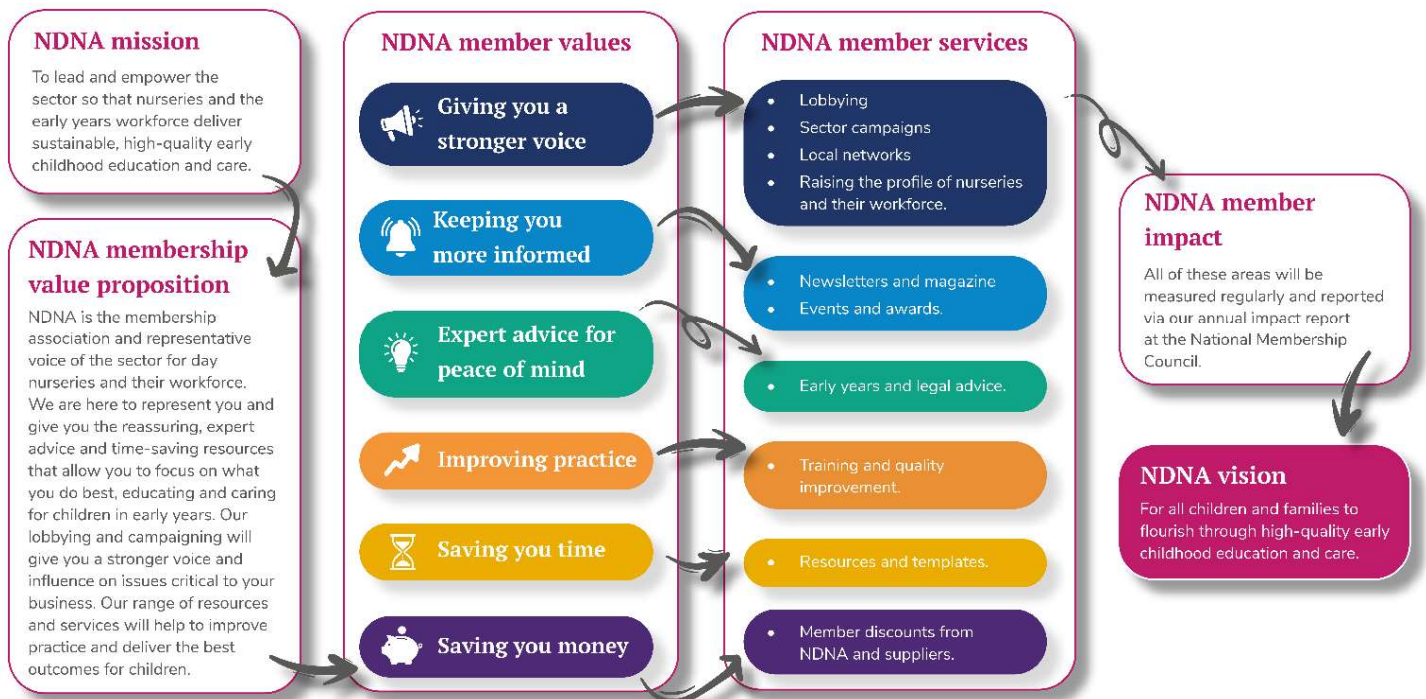 NDNA mission
To lead and empower the
sector so that nurseries and the
early years workforce deliver
sustainable, high-quality early
childhood education and care.
NDNA membership
value proposition
NDNA is the membership
association and representative
voice of the sector for day
nurseries and their workforce.
We are here to represent you and
give you the reassuring, expert
advice and time-saving resources
that allow you to focus on what
you do best, educating and caring
for children in early years. Our
lobbying and campaigning will
give you a stronger voice and
influence on issues critical to your
business. Our range of resources
and services will help to improve
practice and deliver the best
outcomes for children.
NDNA member values
Giving you a
stronger voice
Keeping you
more informed
Expert advice for
peace of mind
Improving practice
Saving you time
Saving you money
NDNA member services
• Lobbying
• Sector campaigns
• Local networks
• Raising the profile of nurseries
and their workforce.
• Newsletters and magazine
• Events and awards.
• Early years and legal advice.
• Training and quality
improvement.
• Resources and templates.
• Member discounts from
NDNA and suppliers.
NDNA member
impact
All of these areas will be
measured regularly and reported
via our annual impact report
at the National Membership
Council.
NDNA vision
For all children and families to
flourish through high-quality early
childhood education and care.